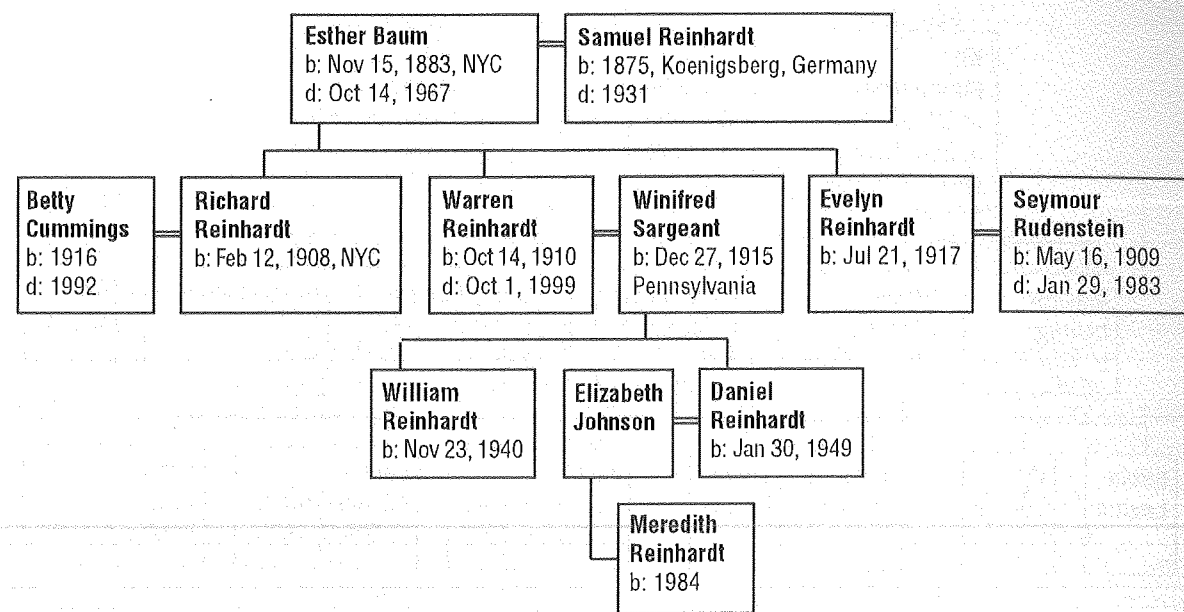 Esther Baum
b: Nov 15, 1883, NYC
d: Oct 14, 1967
Samuel Reinhardt
b: 1875, Koenigsberg, Germany
d: 1931
Betty
Cummings
b: 1916
d: 1992
Richard
Reinhardt
b: Feb 12, 1908, NYC
Warren
Reinhardt
b: Oct 14, 1910
d: Oct 1, 1999
Winifred
Sargeant
b: Dec 27, 1915
Pennsylvania
Evelyn
Reinhardt
b: Jul 21, 1917
Seymour
Rudenstein
b: May 16, 1909
d: Jan 29, 1983
William
Reinhardt
b: Nov 23, 1940
Elizabeth
Johnson
Daniel
Reinhardt
b: Jan 30, 1949
Meredith
Reinhardt
b: 1984